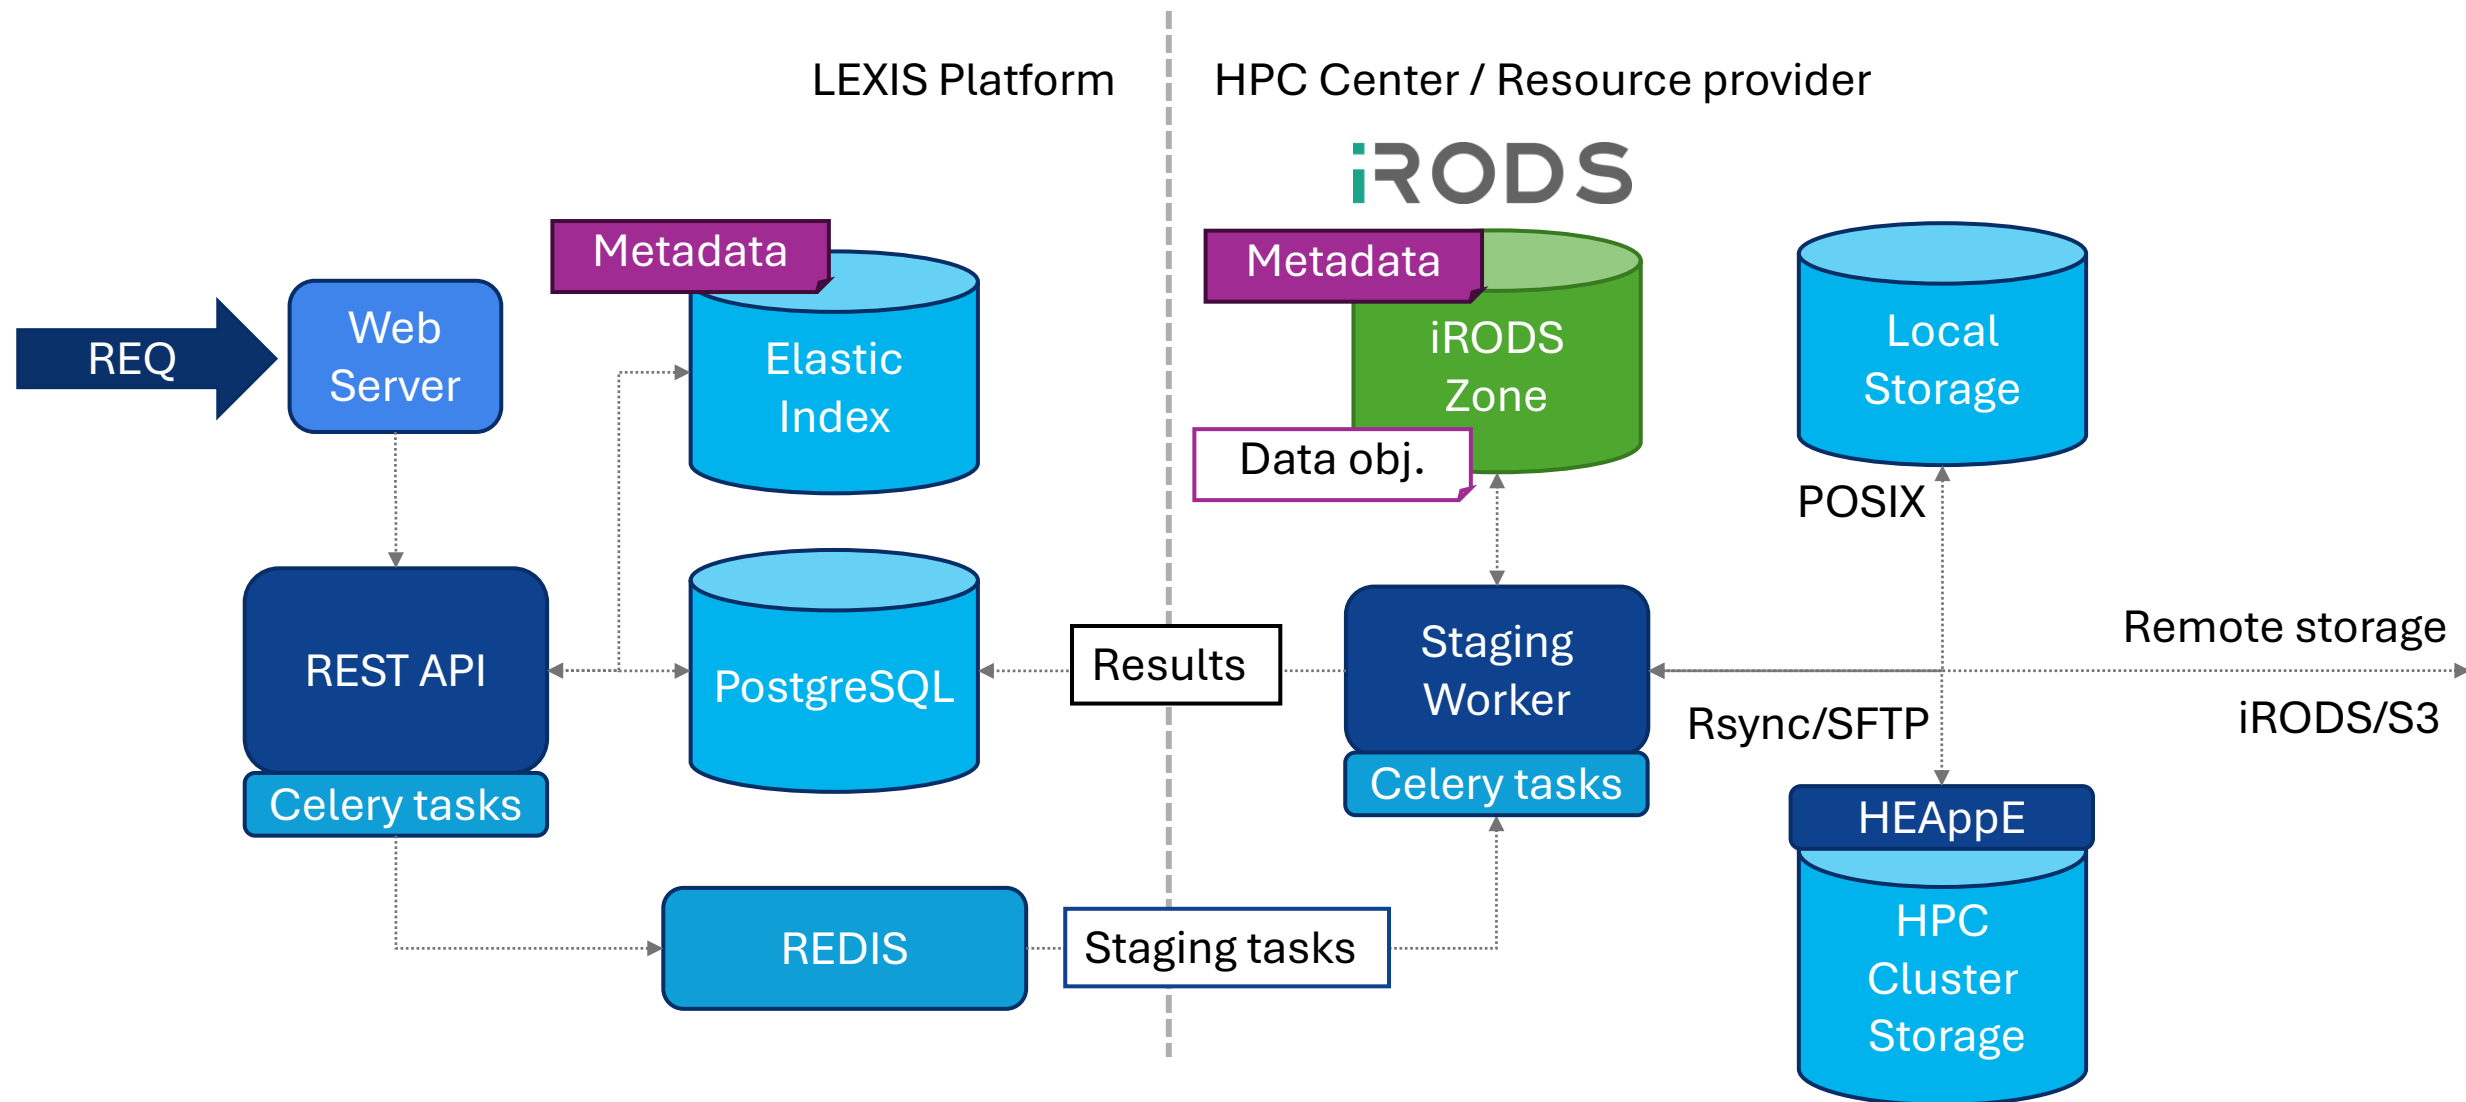 LEXIS Platform
HPC Center / Resource provider
iRODS
Metadata
Metadata
REQ
Web
Server
Elastic
Index
iRODS
Zone
Local
Storage
Data obj.
POSIX
REST API
Celery tasks
PostgreSQL
Results
Staging
Worker
Celery tasks
Remote storage
Rsync/SFTP
iRODS/S3
HEAppE
REDIS
Staging tasks
HPC
Cluster
Storage